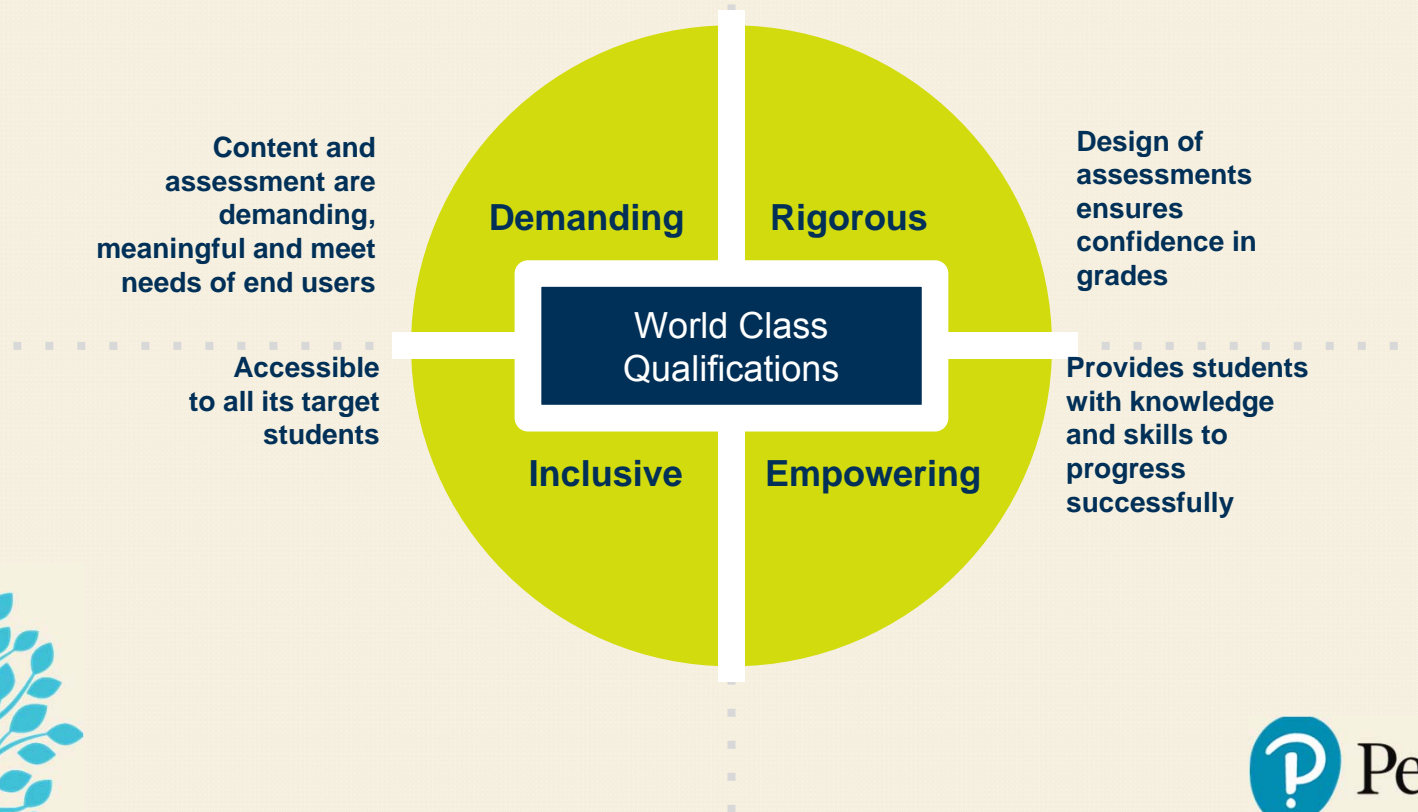 Content and
assessment are
demanding,
meaningful and meet
needs of end users
Demanding
Rigorous
Design of
assessments
ensures
confidence in
grades
World Class
Qualifications
Accessible
to all its target
students
Inclusive
Empowering
Provides students
with knowledge
and skills to
progress
successfully
P
Pe